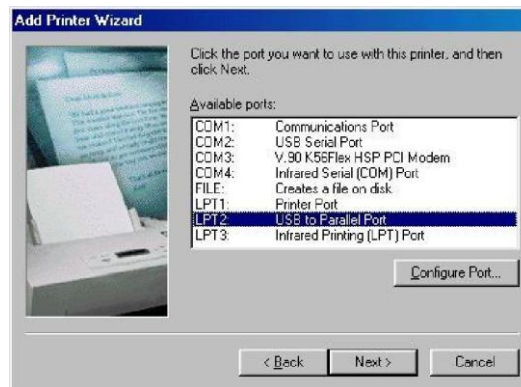 Add Printer Wizard
Click the port you want to use with this printer, and then
click Next.
Available ports:
COM1: Communications Port
COM2: USB Serial Port
COM3: V.90 K56Flex HSP PCI Modem
COM4: Infrared Serial (COM) Port
FILE: Creates a file on disk
LPT1: Printer Port
LPT2: USB to Parallel Port
LPT3: Infrared Printing (LPT) Port
Configure Port...
< Back
Next >
Cancel